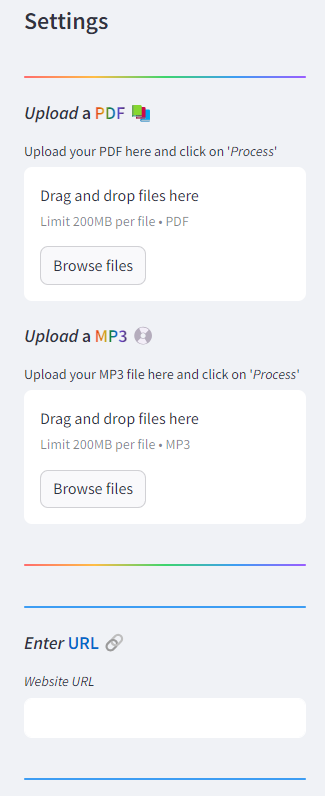 Settings
Upload a PDF
Upload your PDF here and click on 'Process'
Drag and drop files here
Limit 200MB per file • PDF
Browse files
Upload a MP3
Upload your MP3 file here and click on 'Process'
Drag and drop files here
Limit 200MB per file • MP3
Browse files
Enter URL
Website URL